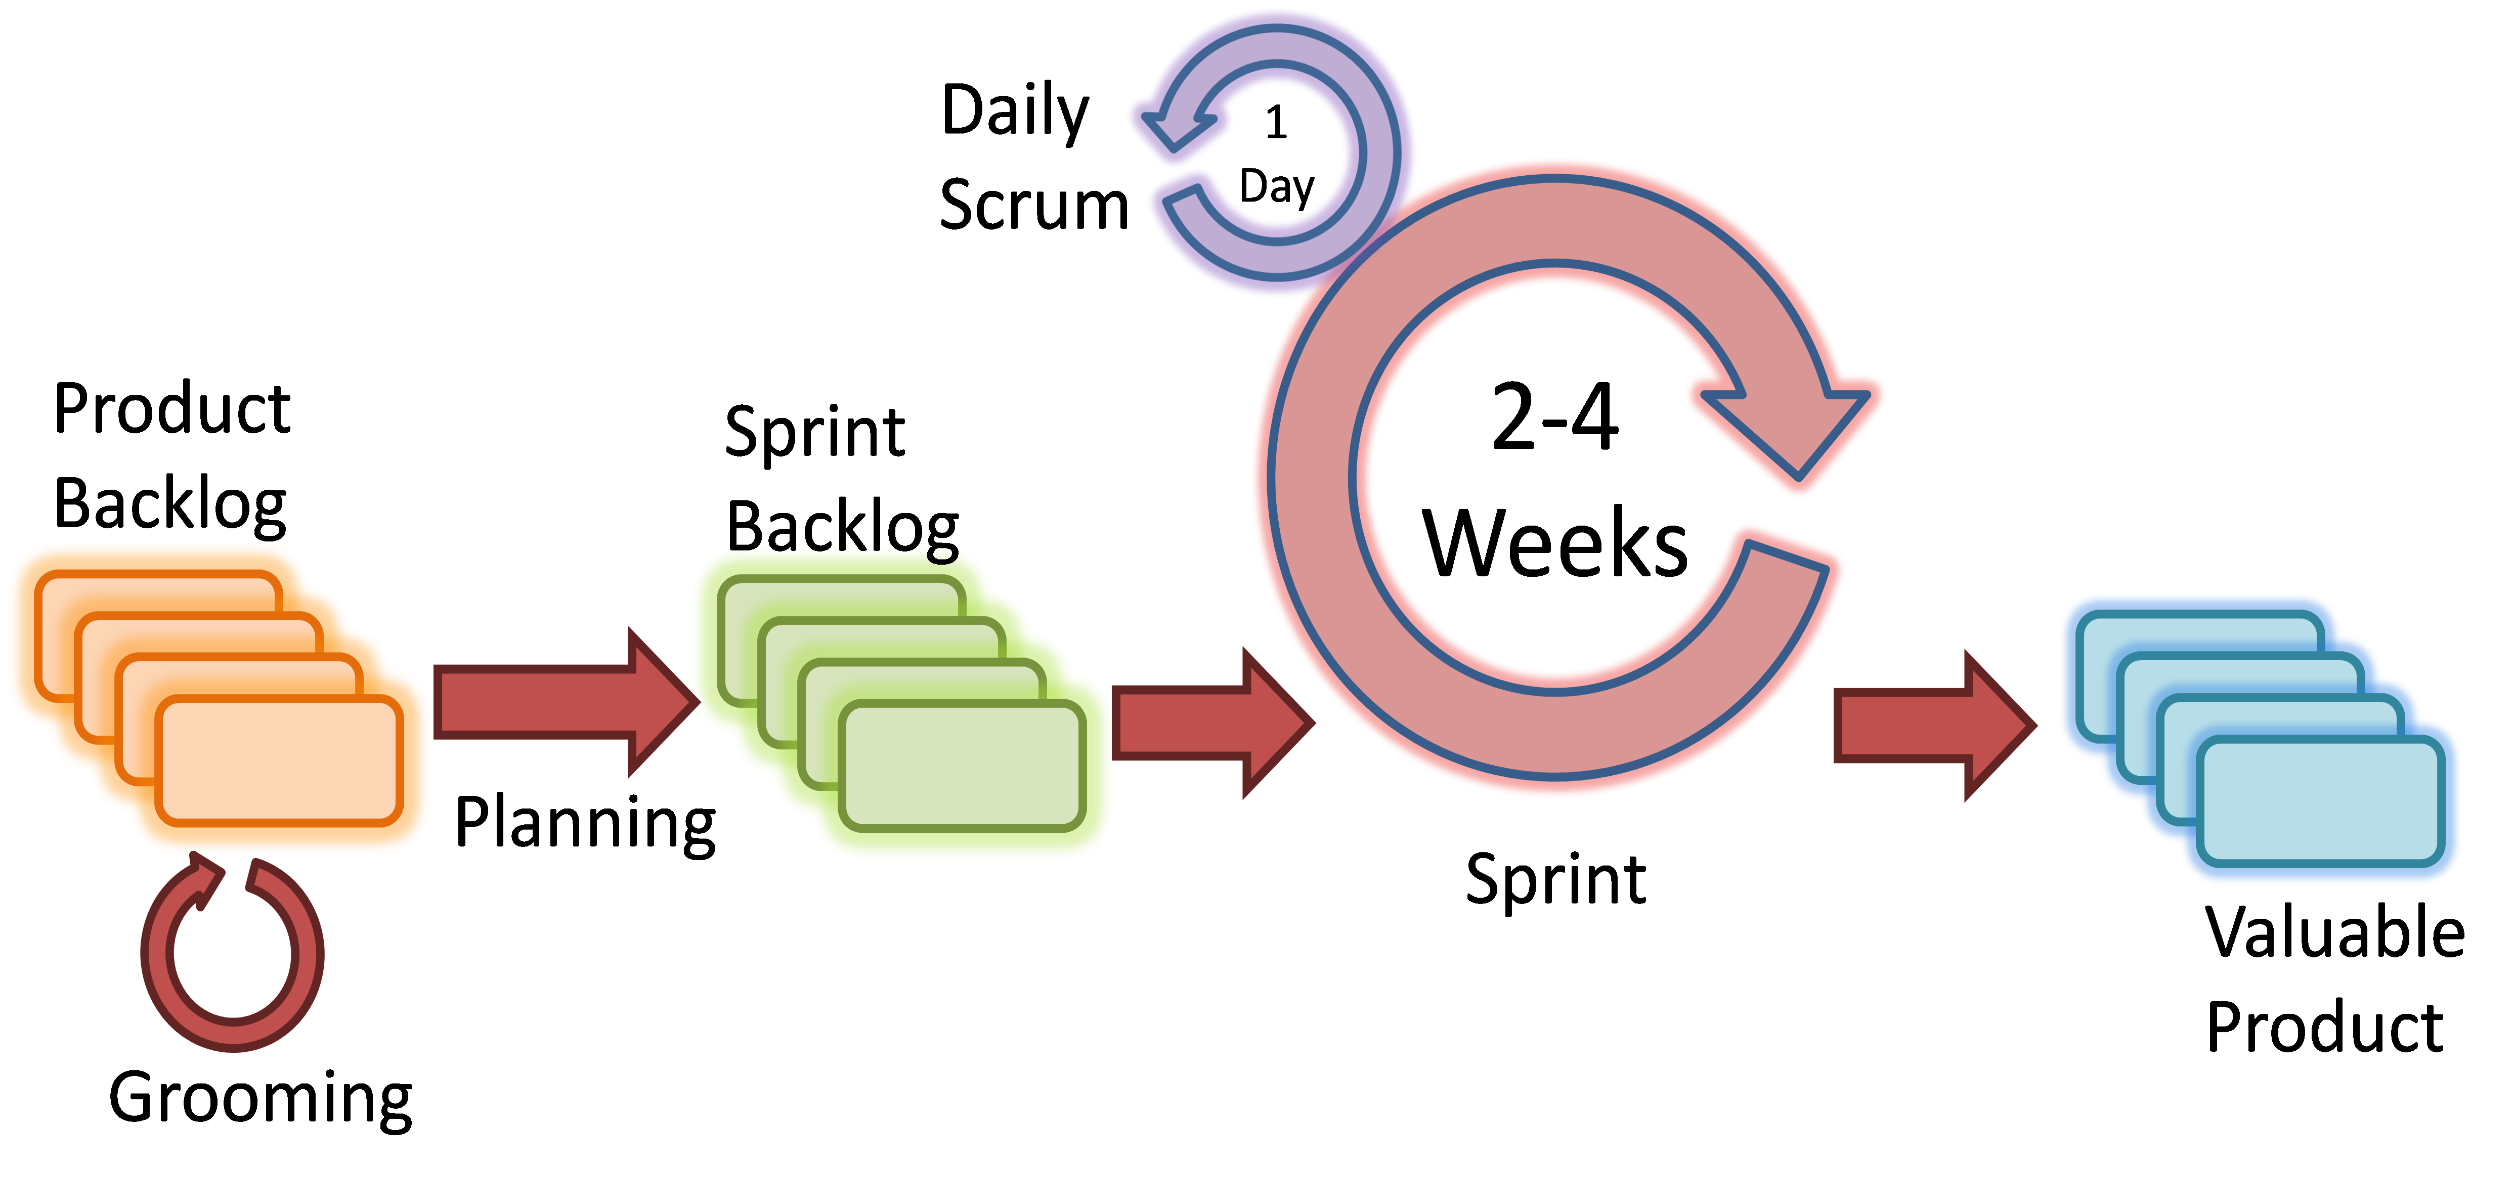 Product
Backlog
Grooming
Planning
Sprint
Backlog
Daily
Scrum
1
Day
2-4
Weeks
Sprint
Valuable
Product